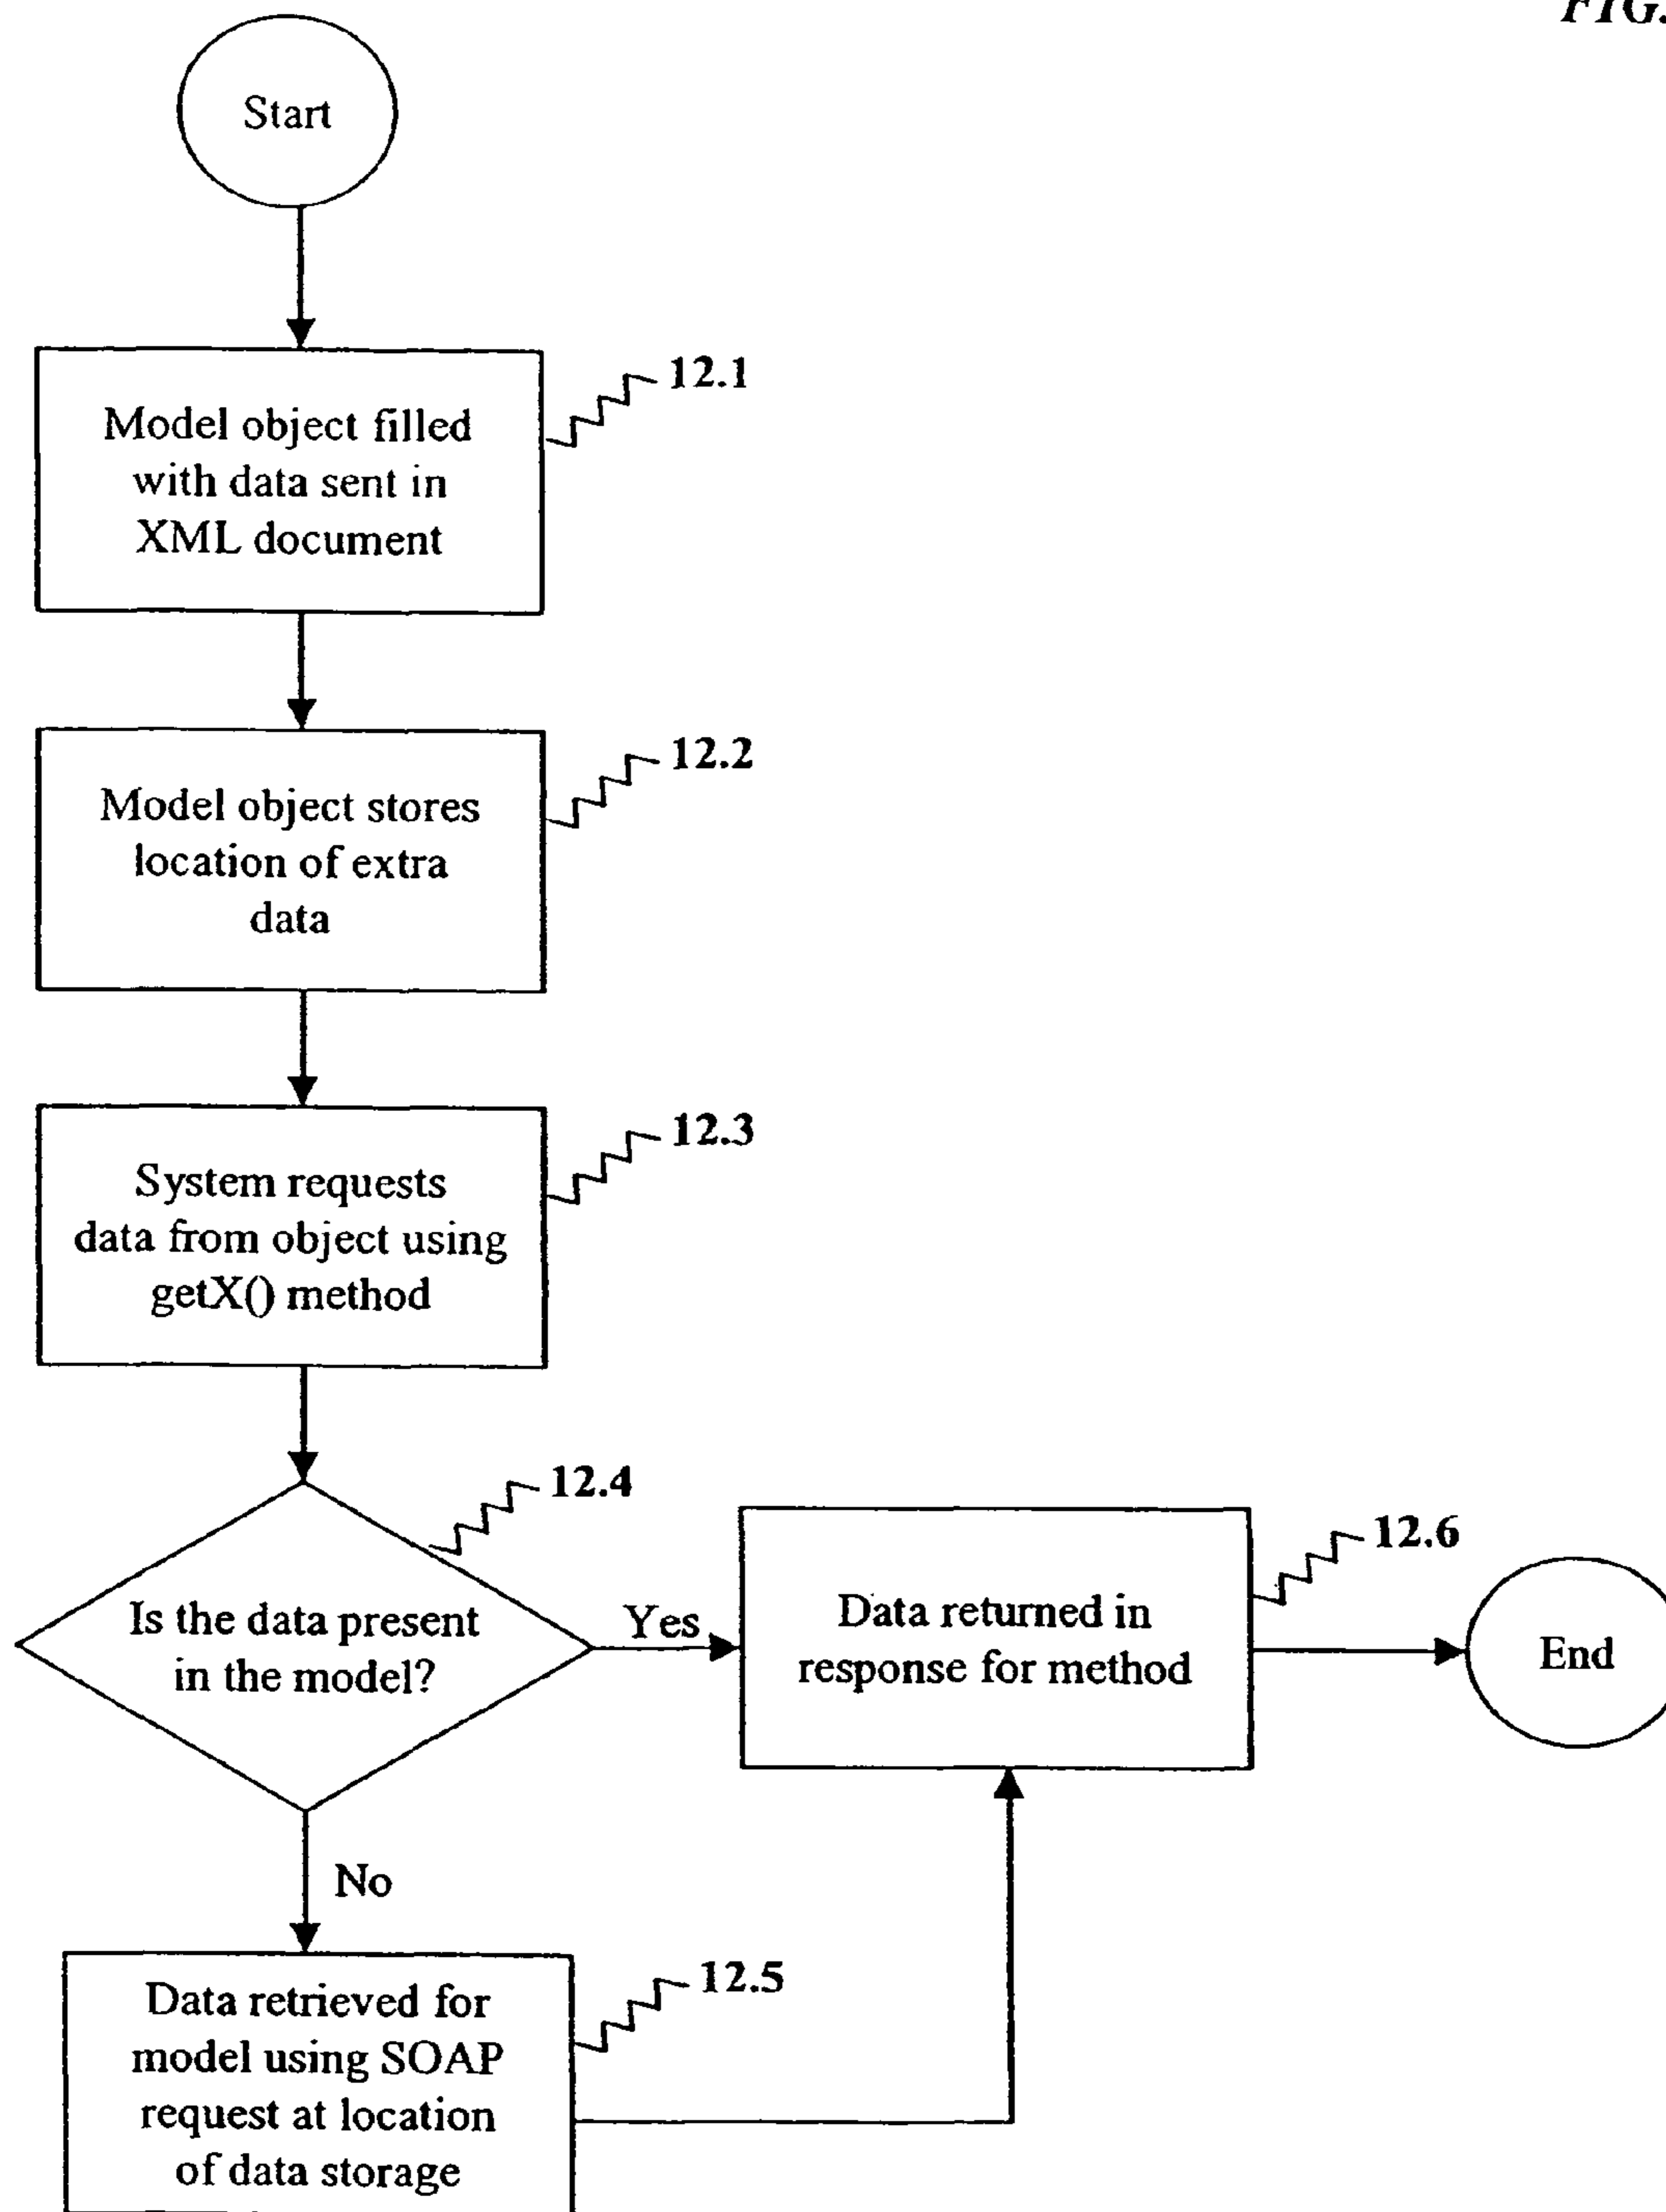 FIG.
Start
12.1
Model object filled
with data sent in
XML document
12.2
Model object stores
location of extra
data
12.3
System requests
data from object using
getX() method
12.4
Is the data present
in the model?
Yes
12.6
Data returned in
response for method
End
No
12.5
Data retrieved for
model using SOAP
request at location
of data storage